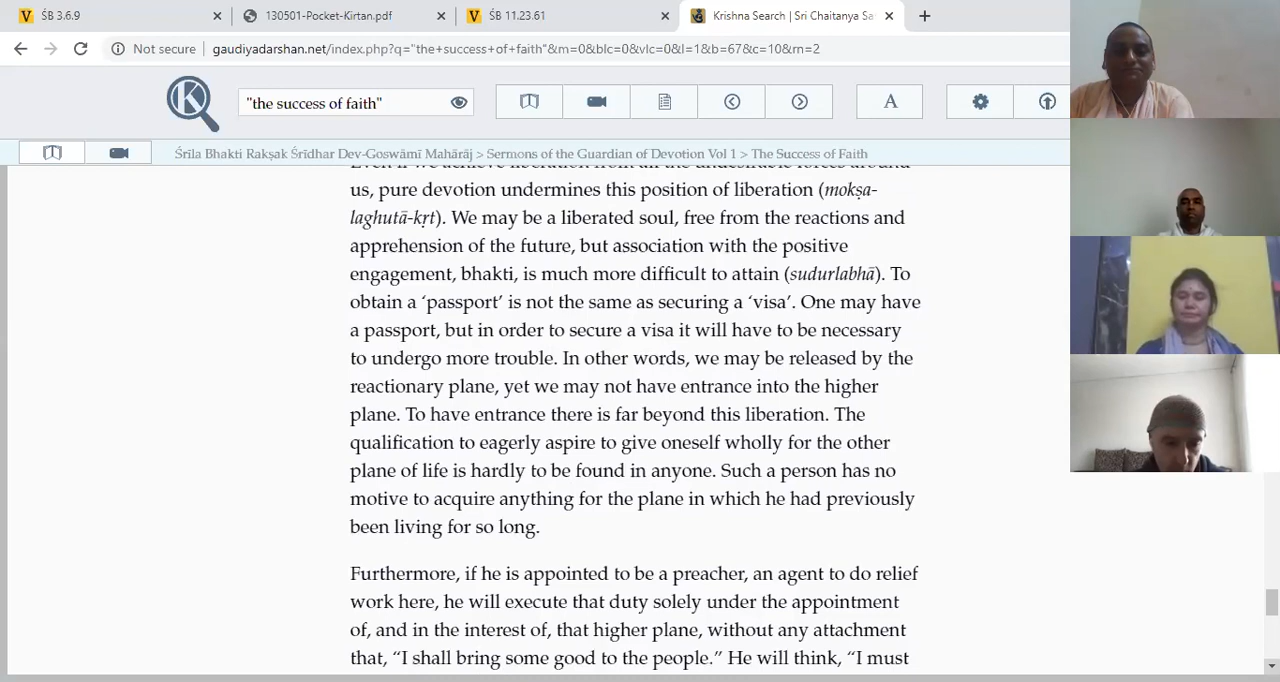 ŚB 3.6.9
130501-Pocket-Kirtan.pdf
ŚB 11.23.61
Krishna Search | Sri Chaitanya Sa
Not secure
gaudiyadarshan.net/index.php?q="the+success+of+faith"&m=0&blc=0&vlc=0&l=1&b=67&c=10&rn=2
K
"the success of faith"
A
Śrīla Bhakti Rakṣak Śrīdhar Dev-Goswāmī Mahārāj > Sermons of the Guardian of Devotion Vol 1 > The Success of Faith
Even if we achieve liberation from all the undesirable forces around
us, pure devotion undermines this position of liberation (mokṣa-
laghutā-kṛt). We may be a liberated soul, free from the reactions and
apprehension of the future, but association with the positive
engagement, bhakti, is much more difficult to attain (sudurlabhā). To
obtain a ‘passport’ is not the same as securing a ‘visa’. One may have
a passport, but in order to secure a visa it will have to be necessary
to undergo more trouble. In other words, we may be released by the
reactionary plane, yet we may not have entrance into the higher
plane. To have entrance there is far beyond this liberation. The
qualification to eagerly aspire to give oneself wholly for the other
plane of life is hardly to be found in anyone. Such a person has no
motive to acquire anything for the plane in which he had previously
been living for so long.
Furthermore, if he is appointed to be a preacher, an agent to do relief
work here, he will execute that duty solely under the appointment
of, and in the interest of, that higher plane, without any attachment
that, “I shall bring some good to the people.” He will think, “I must